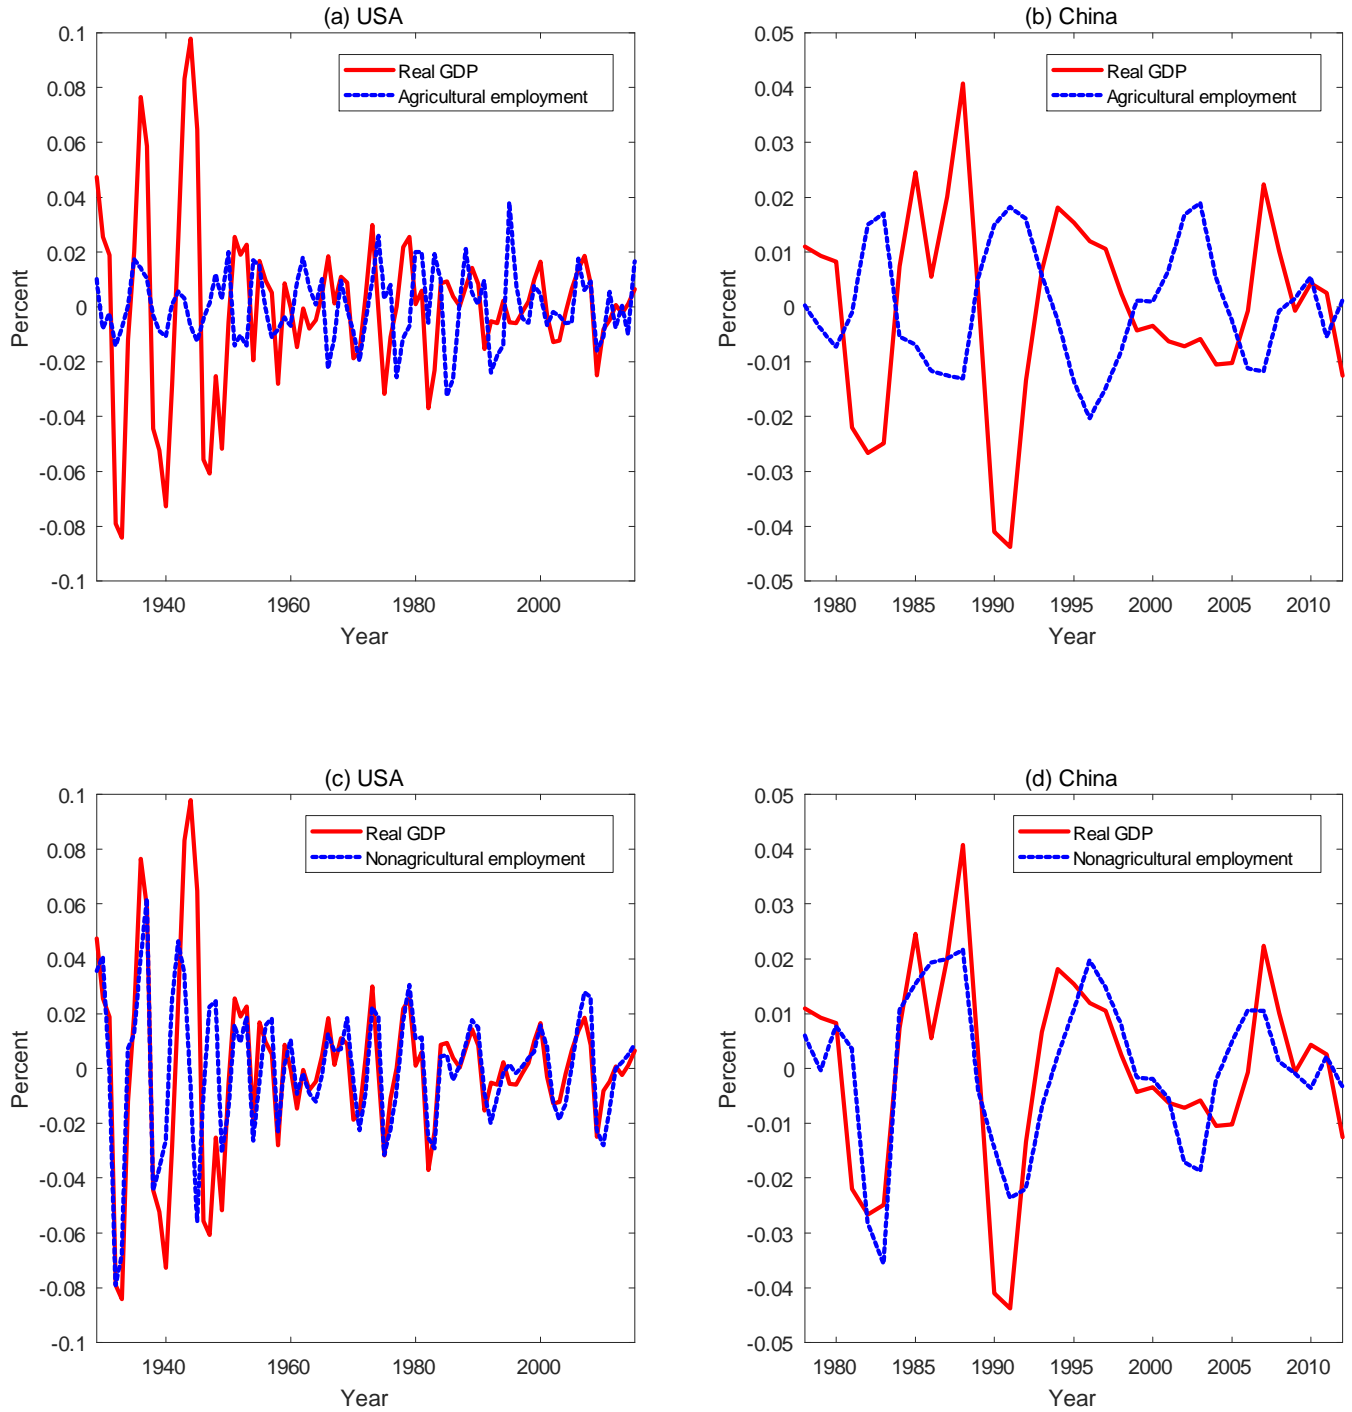 (a) USA
Real GDP
Agricultural employment
Percent
0.1
0.08
0.06
0.04
0.02
0
-0.02
-0.04
-0.06
-0.08
-0.1
1940 1960 1980 2000
Year
(b) China
Real GDP
Agricultural employment
Percent
0.05
0.04
0.03
0.02
0.01
0
-0.01
-0.02
-0.03
-0.04
-0.05
1980 1985 1990 1995 2000 2005 2010
Year
(c) USA
Real GDP
Nonagricultural employment
Percent
0.1
0.08
0.06
0.04
0.02
0
-0.02
-0.04
-0.06
-0.08
-0.1
1940 1960 1980 2000
Year
(d) China
Real GDP
Nonagricultural employment
Percent
0.05
0.04
0.03
0.02
0.01
0
-0.01
-0.02
-0.03
-0.04
-0.05
1980 1985 1990 1995 2000 2005 2010
Year